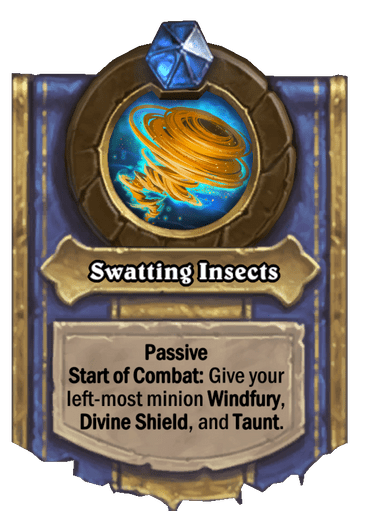 Swatting Insects
Passive
Start of Combat: Give your
left-most minion Windfury,
Divine Shield, and Taunt.